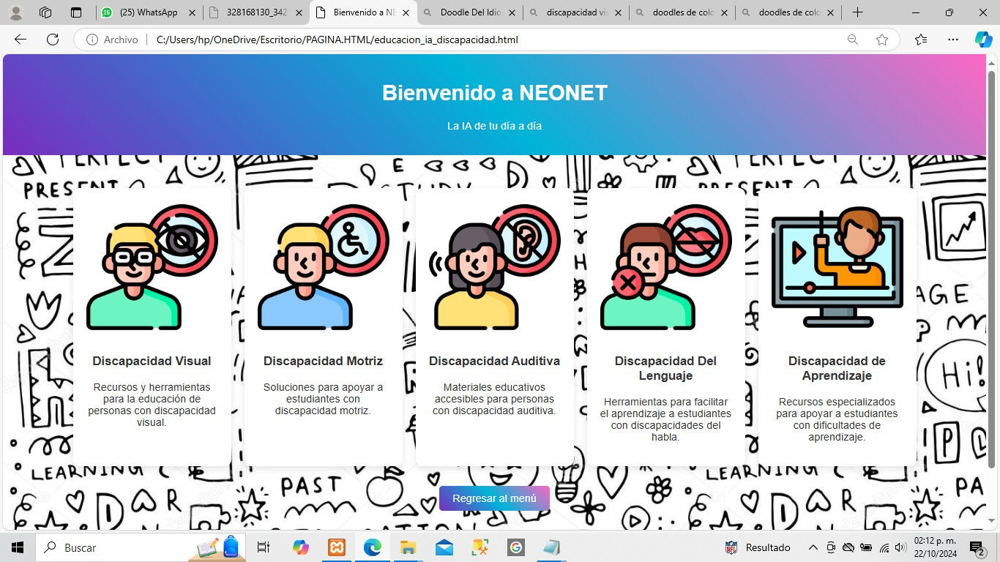 (25) WhatsApp
328168130_342
Bienvenido a NE
Doodle Del Idio
discapacidad vis
doodles de colo
doodles de colo
Archivo
C:/Users/hp/OneDrive/Escritorio/PAGINA.HTML/educacion_ia_discapacidad.html
Bienvenido a NEONET
La IA de tu día a día
PERFECT
PRESENT
E
STUDY
D
PERFECT
PRESENT
Discapacidad Visual
Recursos y herramientas
para la educación de
personas con discapacidad
visual.
Discapacidad Motriz
Soluciones para apoyar a
estudiantes con
discapacidad motriz.
Discapacidad Auditiva
Materiales educativos
accesibles para personas
con discapacidad auditiva.
Discapacidad Del
Lenguaje
Herramientas para facilitar
el aprendizaje a estudiantes
con discapacidades del
habla.
Discapacidad de
Aprendizaje
Recursos especializados
para apoyar a estudiantes
con dificultades de
aprendizaje.
AGE
Hi!
P
LEARNING
LEARNING
PAST
PA
Regresar al menú
Buscar
Resultado
02:12 p. m.
22/10/2024
2